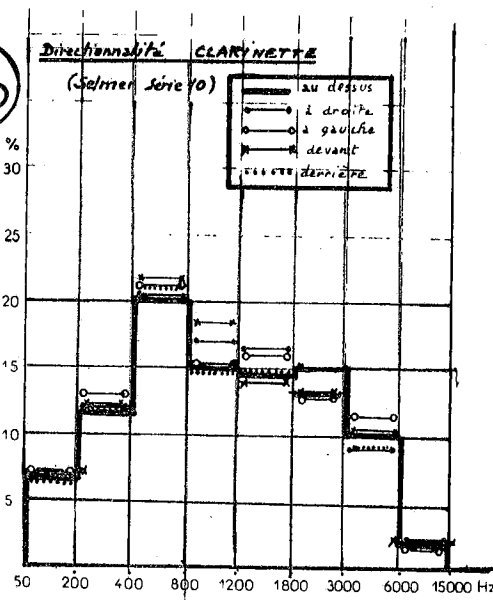 Directionnalité CLARINETTE
(Selmer Série 10)
au dessus
à droite
à gauche
devant
derrière
%
30
25
20
15
10
5
50 200 400 800 1200 1800 3000 6000 15000 Hz